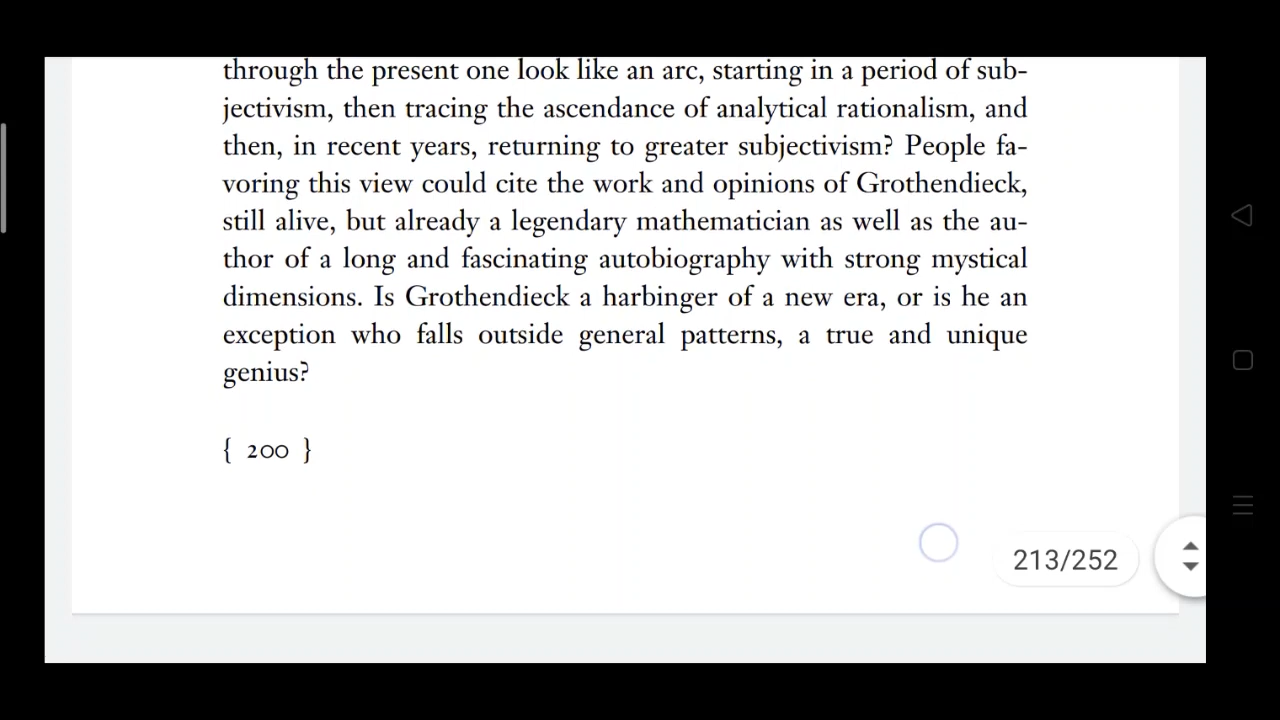 through the present one look like an arc, starting in a period of sub-
jectivism, then tracing the ascendance of analytical rationalism, and
then, in recent years, returning to greater subjectivism? People fa-
voring this view could cite the work and opinions of Grothendieck,
still alive, but already a legendary mathematician as well as the au-
thor of a long and fascinating autobiography with strong mystical
dimensions. Is Grothendieck a harbinger of a new era, or is he an
exception who falls outside general patterns, a true and unique
genius?
{ 200 }
213/252